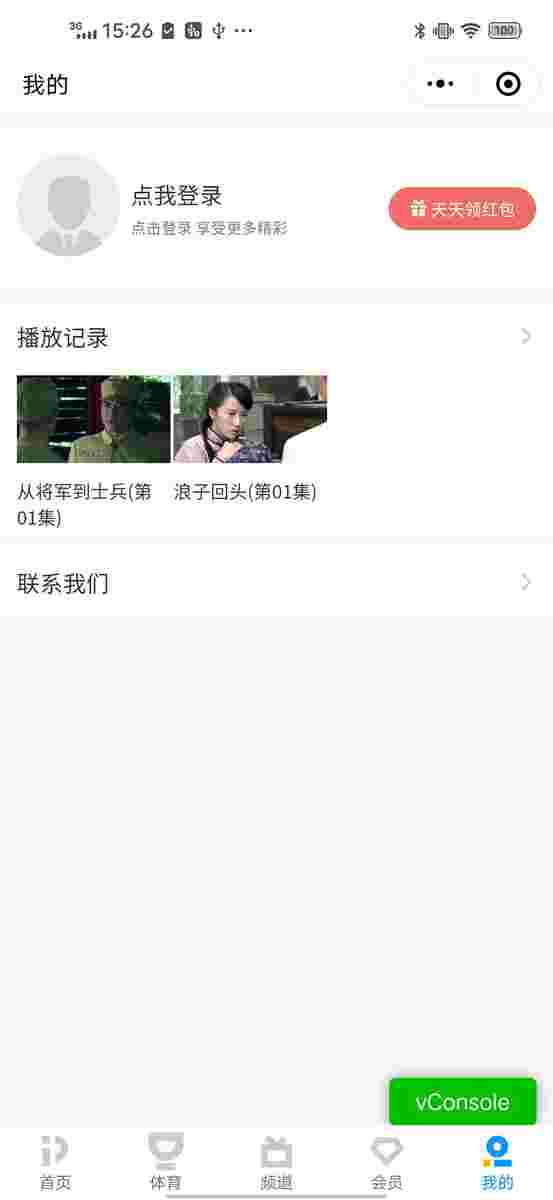 3G 15:26 100
我的
点我登录
点击登录 享受更多精彩
天天领红包
播放记录
从将军到士兵(第01集)
浪子回头(第01集)
联系我们
vConsole
首页
体育
频道
会员
我的